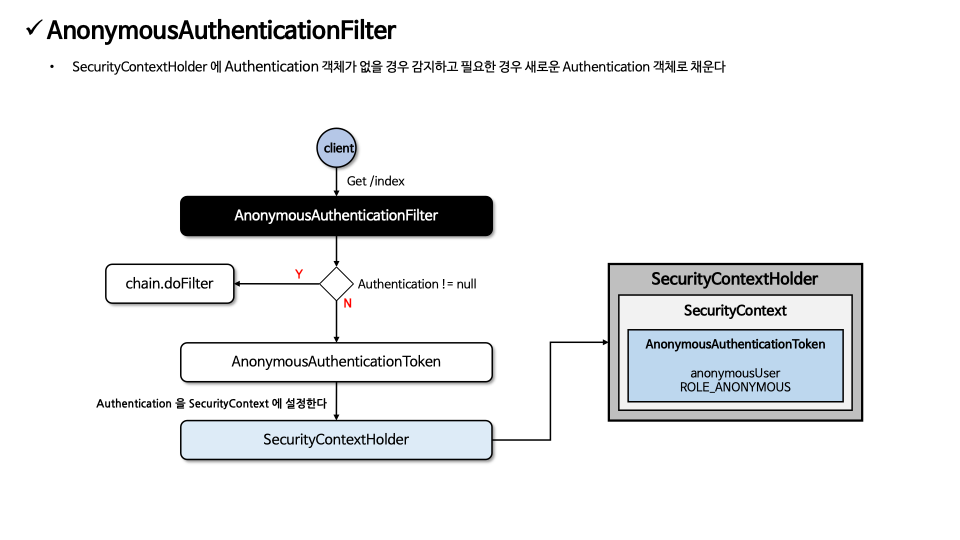 ✓ AnonymousAuthenticationFilter
• SecurityContextHolder 에 Authentication 객체가 없을 경우 감지하고 필요한 경우 새로운 Authentication 객체로 채운다
client
Get /index
AnonymousAuthenticationFilter
Y
chain.doFilter
Authentication != null
N
AnonymousAuthenticationToken
Authentication 을 SecurityContext 에 설정한다
SecurityContextHolder
SecurityContextHolder
SecurityContext
AnonymousAuthenticationToken
anonymousUser
ROLE_ANONYMOUS